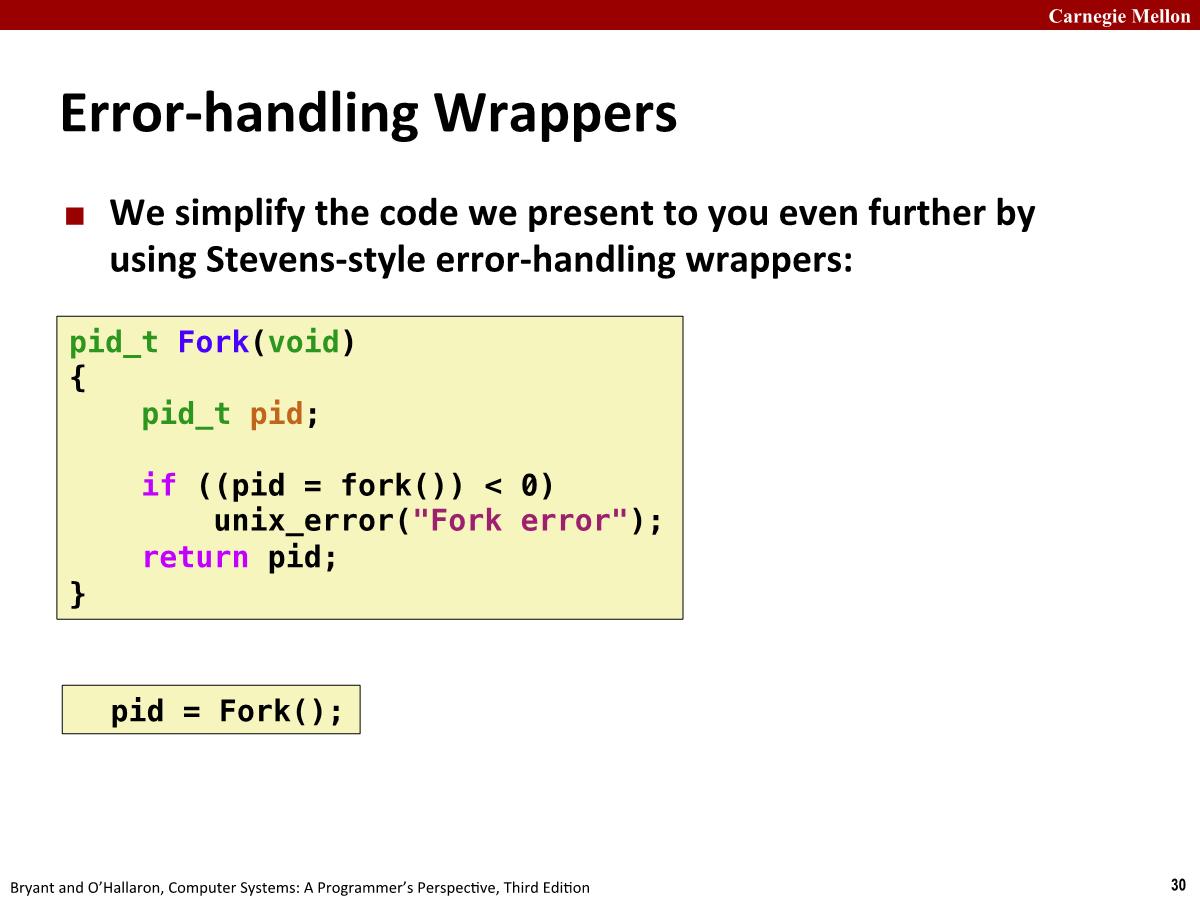 Carnegie Mellon
Error-handling Wrappers
■ We simplify the code we present to you even further by
using Stevens-style error-handling wrappers:
pid_t Fork(void)
{
    pid_t pid;

    if ((pid = fork()) < 0)
        unix_error("Fork error");
    return pid;
}
pid = Fork();
Bryant and O’Hallaron, Computer Systems: A Programmer’s Perspective, Third Edition
30